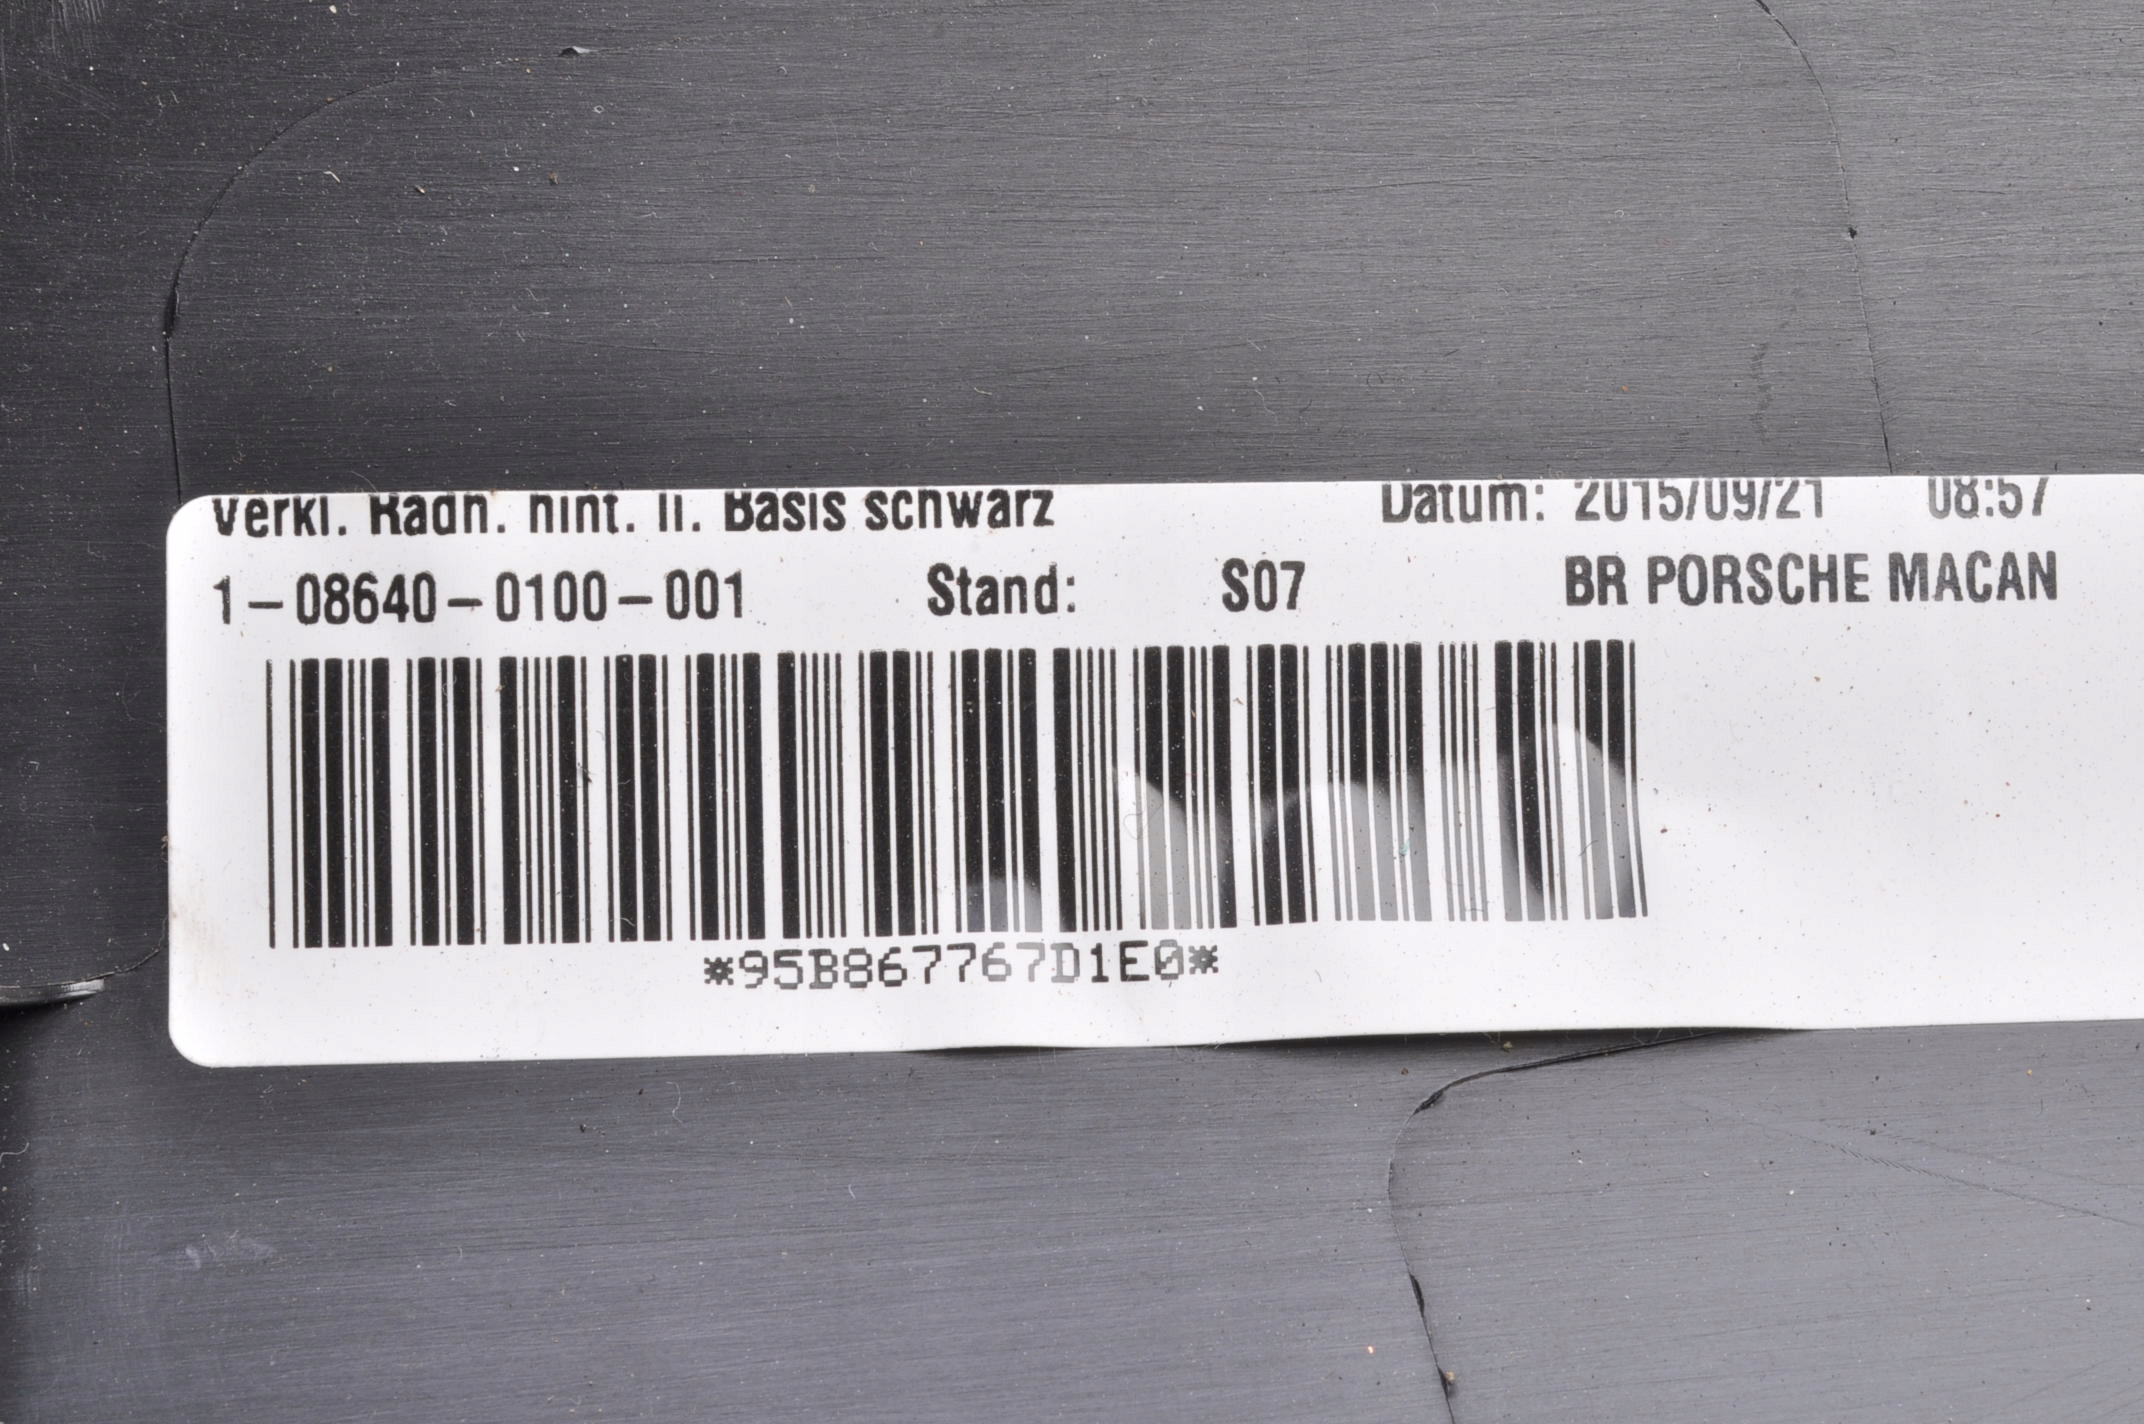 Verkl. Radh. hint. li. Basis schwarz Datum: 2015/09/21 08:57
1-08640-0100-001 Stand: S07 BR PORSCHE MACAN
*95B867767D1E0*